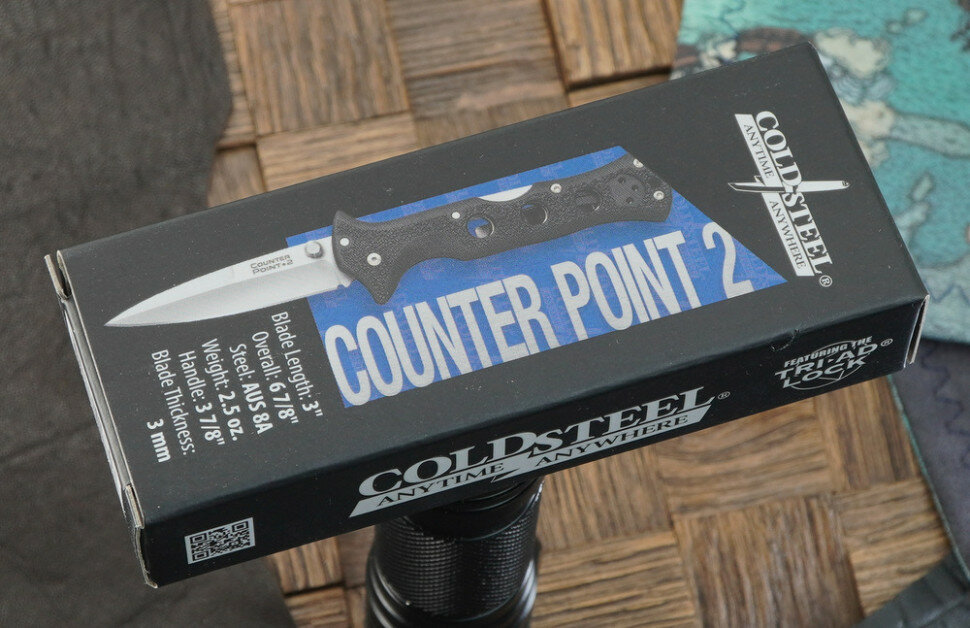 COLD STEEL®
ANYTIME ANYWHERE
COUNTER
POINT•2
COUNTER POINT 2
Blade Length: 3"
Overall: 6 7/8"
Steel: AUS 8A
Weight: 2.5 oz.
Handle: 3 7/8"
Blade Thickness:
3 mm
COLD STEEL®
ANYTIME ANYWHERE
FEATURING THE
TRI-AD®
LOCK